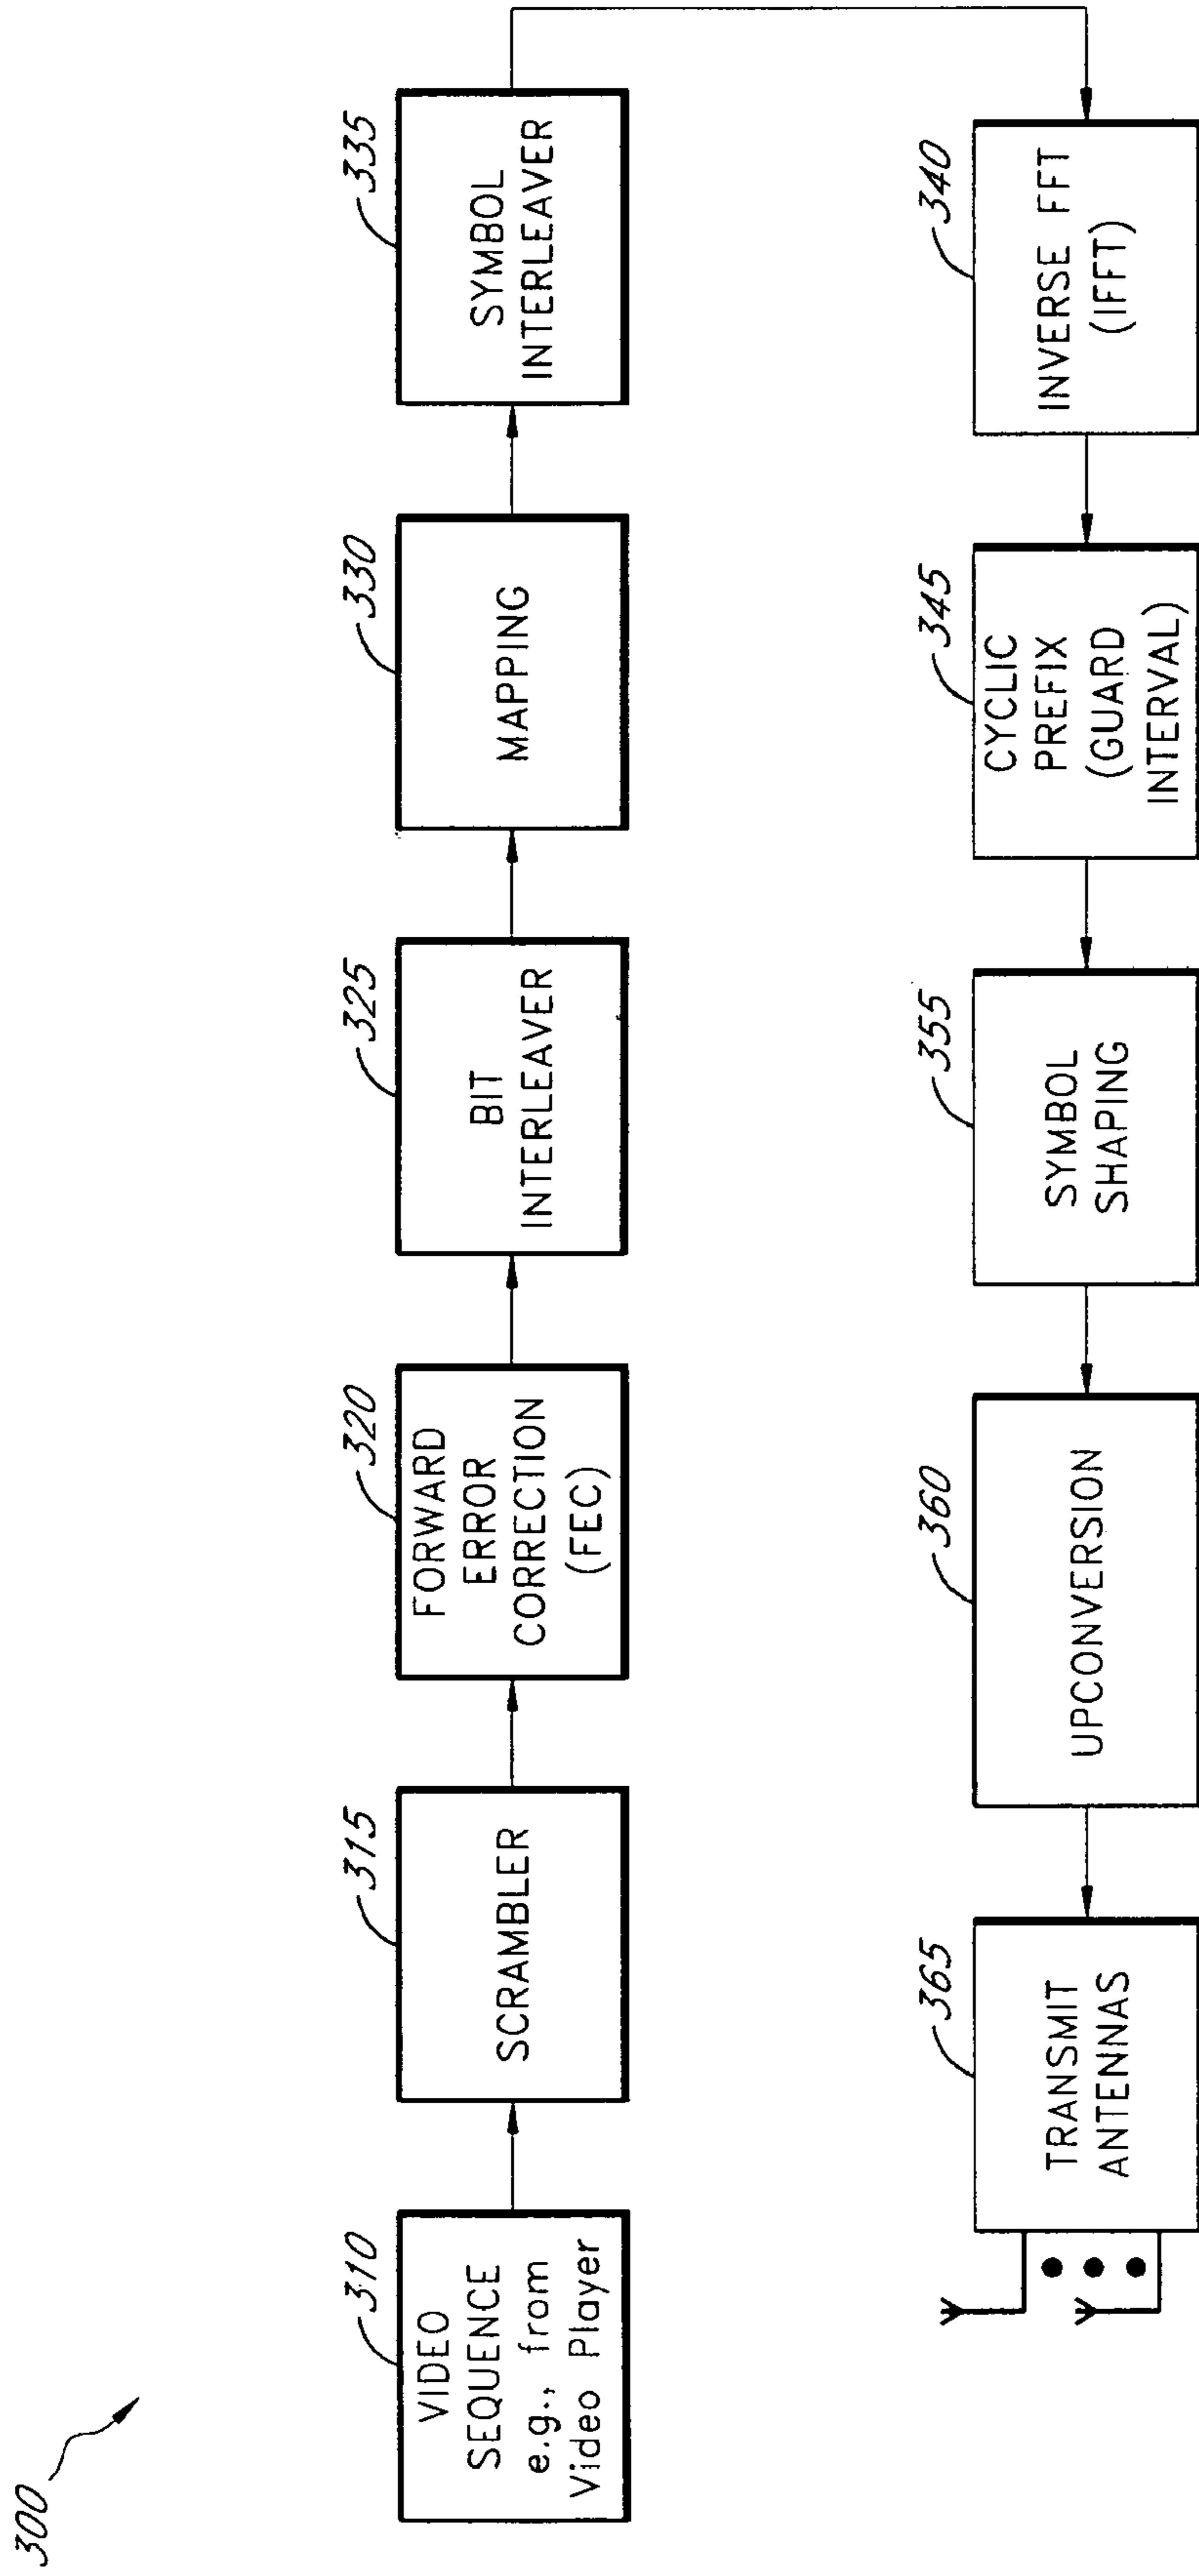 300
310
VIDEO
SEQUENCE
e.g., from
Video Player
315
SCRAMBLER
320
FORWARD
ERROR
CORRECTION
(FEC)
325
BIT
INTERLEAVER
330
MAPPING
335
SYMBOL
INTERLEAVER
340
INVERSE FFT
(IFFT)
345
CYCLIC
PREFIX
(GUARD
INTERVAL)
355
SYMBOL
SHAPING
360
UPCONVERSION
365
TRANSMIT
ANTENNAS